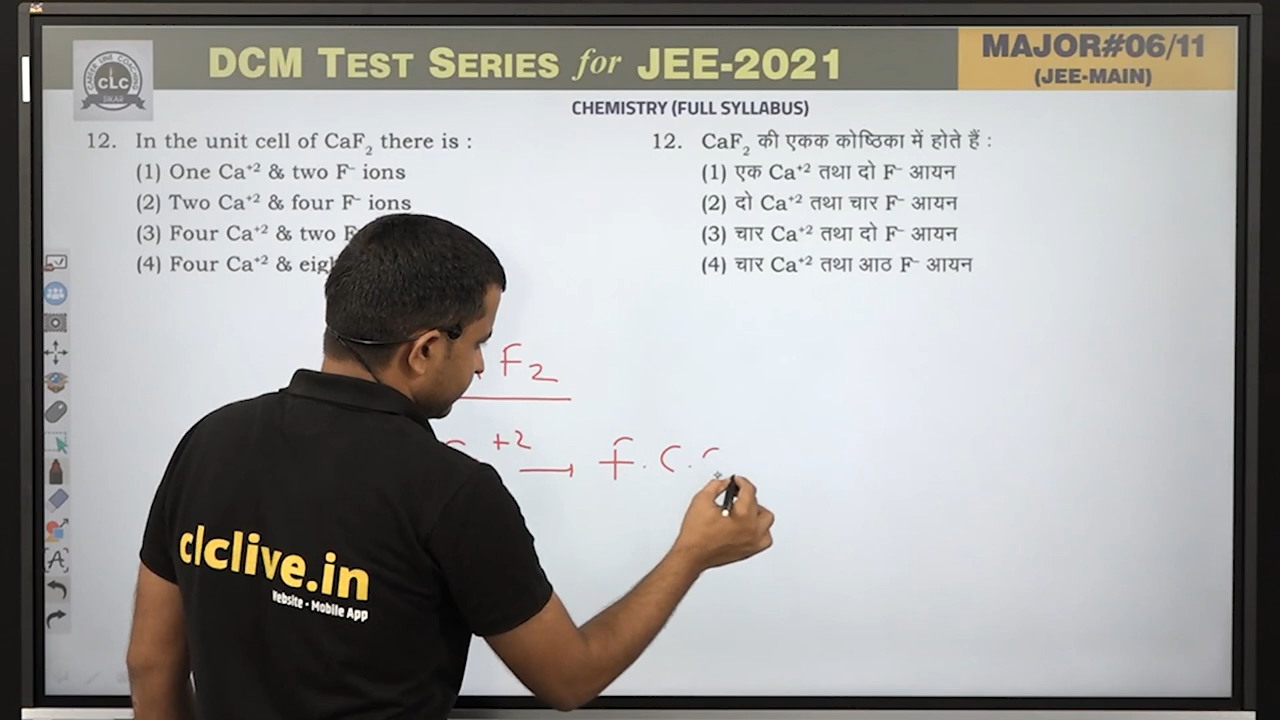 DCM TEST SERIES for JEE-2021
MAJOR#06/11
(JEE-MAIN)
CLC
SIKAR
CHEMISTRY (FULL SYLLABUS)
12. In the unit cell of CaF₂ there is :
(1) One Ca⁺² & two F⁻ ions
(2) Two Ca⁺² & four F⁻ ions
(3) Four Ca⁺² & two F
(4) Four Ca⁺² &
12. CaF₂ की एकक कोष्ठिका में होते हैं :
(1) एक Ca⁺² तथा दो F⁻ आयन
(2) दो Ca⁺² तथा चार F⁻ आयन
(3) चार Ca⁺² तथा दो F⁻ आयन
(4) चार Ca⁺² तथा आठ F⁻ आयन
F₂
+2 → f.c.c
clclive.in
Website - Mobile App